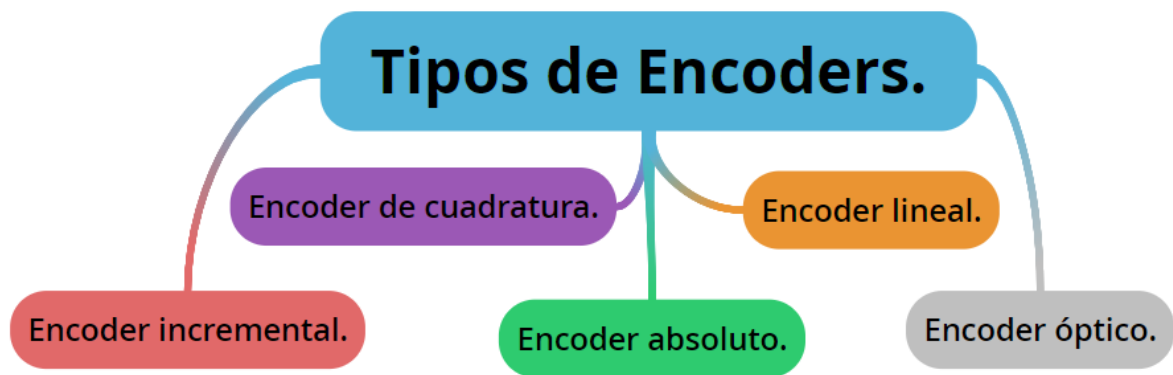 Tipos de Encoders.
Encoder de cuadratura.
Encoder lineal.
Encoder incremental.
Encoder absoluto.
Encoder óptico.